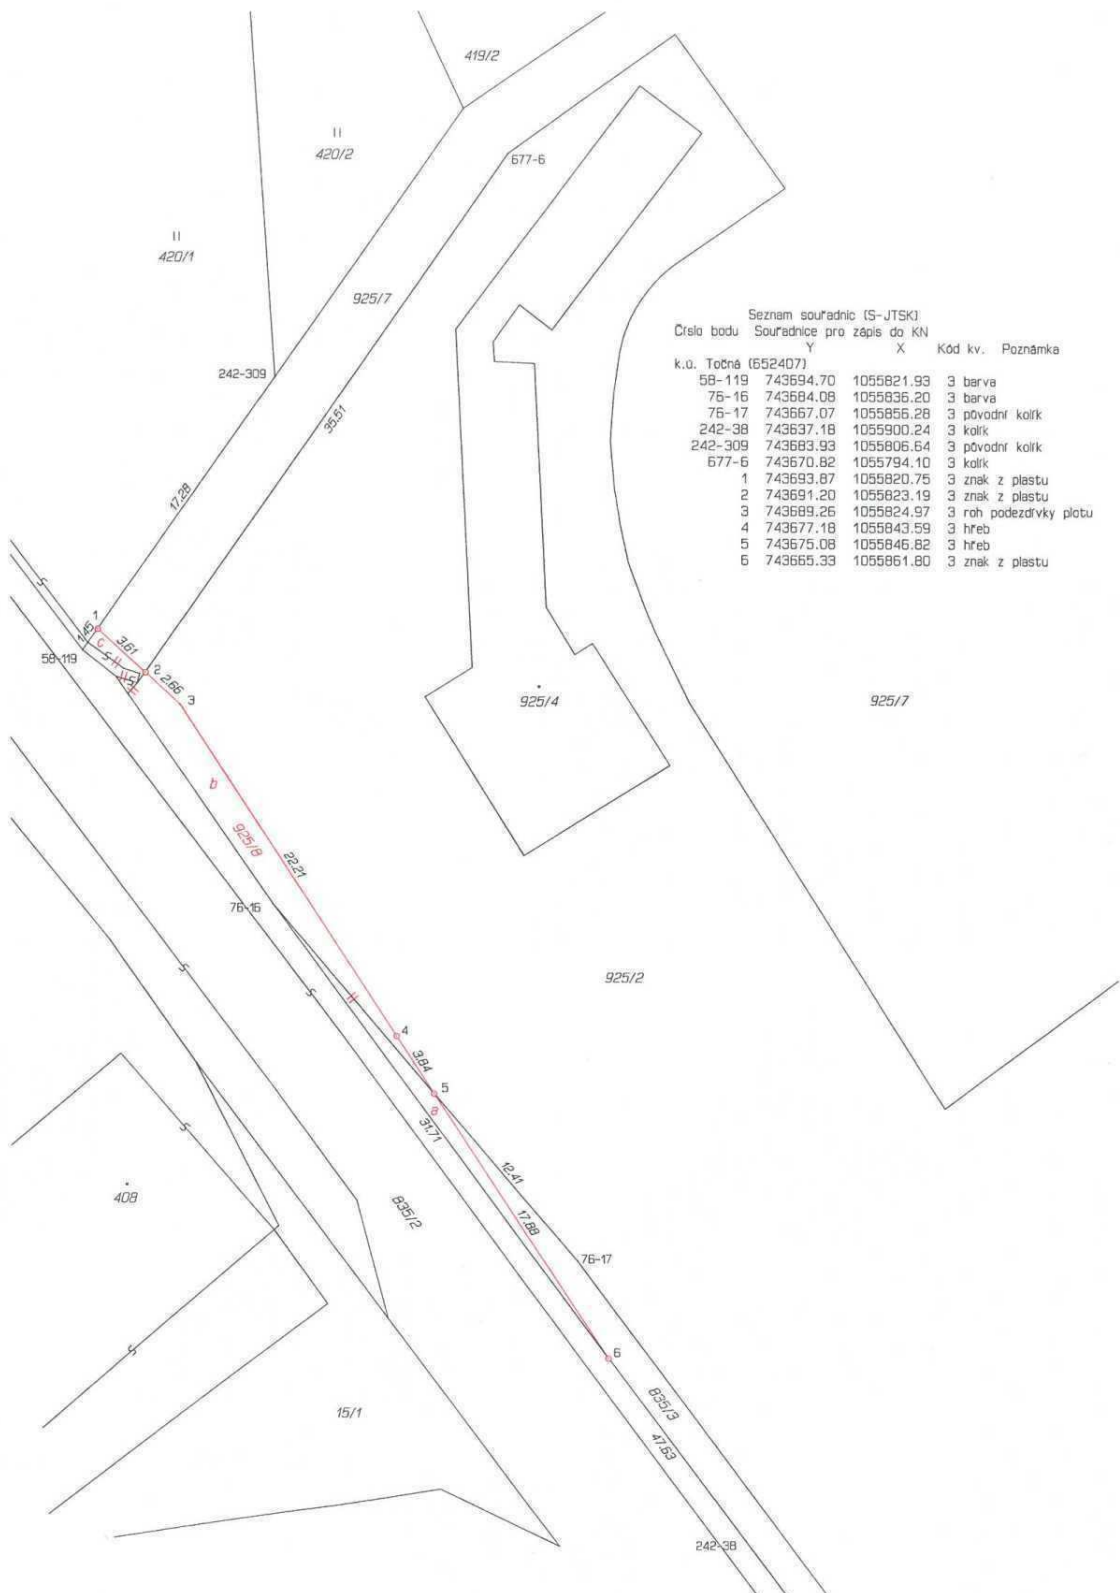 419/2
II
420/2
677-6
II
420/1
925/7
242-309
35.51
17.28
Seznam souřadnic (S-JTSK)
Číslo bodu Souřadnice pro zápis do KN
Y X Kód kv. Poznámka
k.ú. Točná (652407)
58-119 743694.70 1055821.93 3 barva
76-16 743684.08 1055836.20 3 barva
76-17 743667.07 1055856.28 3 původní kolík
242-38 743637.18 1055900.24 3 kolík
242-309 743683.93 1055806.64 3 původní kolík
677-6 743670.82 1055794.10 3 kolík
1 743693.87 1055820.75 3 znak z plastu
2 743691.20 1055823.19 3 znak z plastu
3 743689.26 1055824.97 3 roh podezdívky plotu
4 743677.18 1055843.59 3 hřeb
5 743675.08 1055846.82 3 hřeb
6 743665.33 1055861.80 3 znak z plastu
1
1.45
c
3.61
58-119
2
2.66
3
925/4
925/7
b
925/8
22.21
76-16
925/2
4
3.84
5
a
31.71
12.41
408
835/2
17.88
76-17
6
835/3
15/1
47.63
242-38